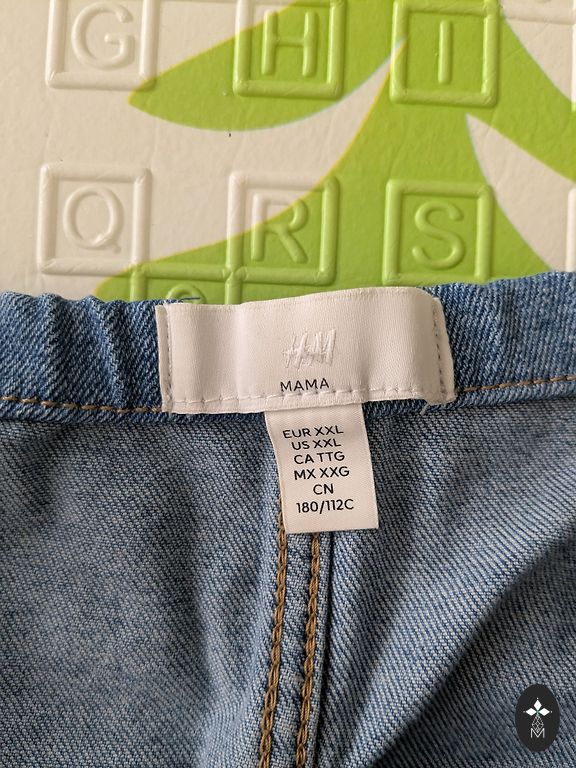 G H I
Q R S
H&M
MAMA
EUR XXL
US XXL
CA TTG
MX XXG
CN
180/112C
M